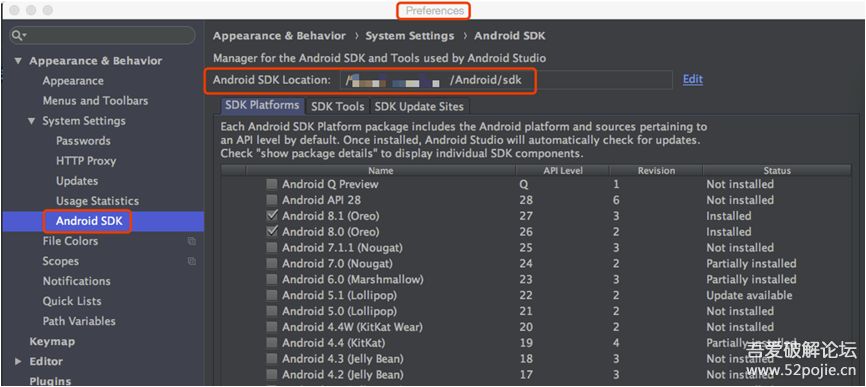 Preferences
Appearance & Behavior
Appearance
Menus and Toolbars
System Settings
Passwords
HTTP Proxy
Updates
Usage Statistics
Android SDK
File Colors
Scopes
Notifications
Quick Lists
Path Variables
Keymap
Editor
Plugins
Appearance & Behavior › System Settings › Android SDK
Manager for the Android SDK and Tools used by Android Studio
Android SDK Location: / /Android/sdk Edit
SDK Platforms SDK Tools SDK Update Sites
Each Android SDK Platform package includes the Android platform and sources pertaining to
an API level by default. Once installed, Android Studio will automatically check for updates.
Check "show package details" to display individual SDK components.
Name API Level Revision Status
Android Q Preview Q 1 Not installed
Android API 28 28 6 Not installed
Android 8.1 (Oreo) 27 3 Installed
Android 8.0 (Oreo) 26 2 Installed
Android 7.1.1 (Nougat) 25 3 Not installed
Android 7.0 (Nougat) 24 2 Partially installed
Android 6.0 (Marshmallow) 23 3 Partially installed
Android 5.1 (Lollipop) 22 2 Update available
Android 5.0 (Lollipop) 21 2 Not installed
Android 4.4W (KitKat Wear) 20 2 Not installed
Android 4.4 (KitKat) 19 4 Partially installed
Android 4.3 (Jelly Bean) 18 3 Not installed
Android 4.2 (Jelly Bean) 17 3 Not installed
吾爱破解论坛
www.52pojie.cn